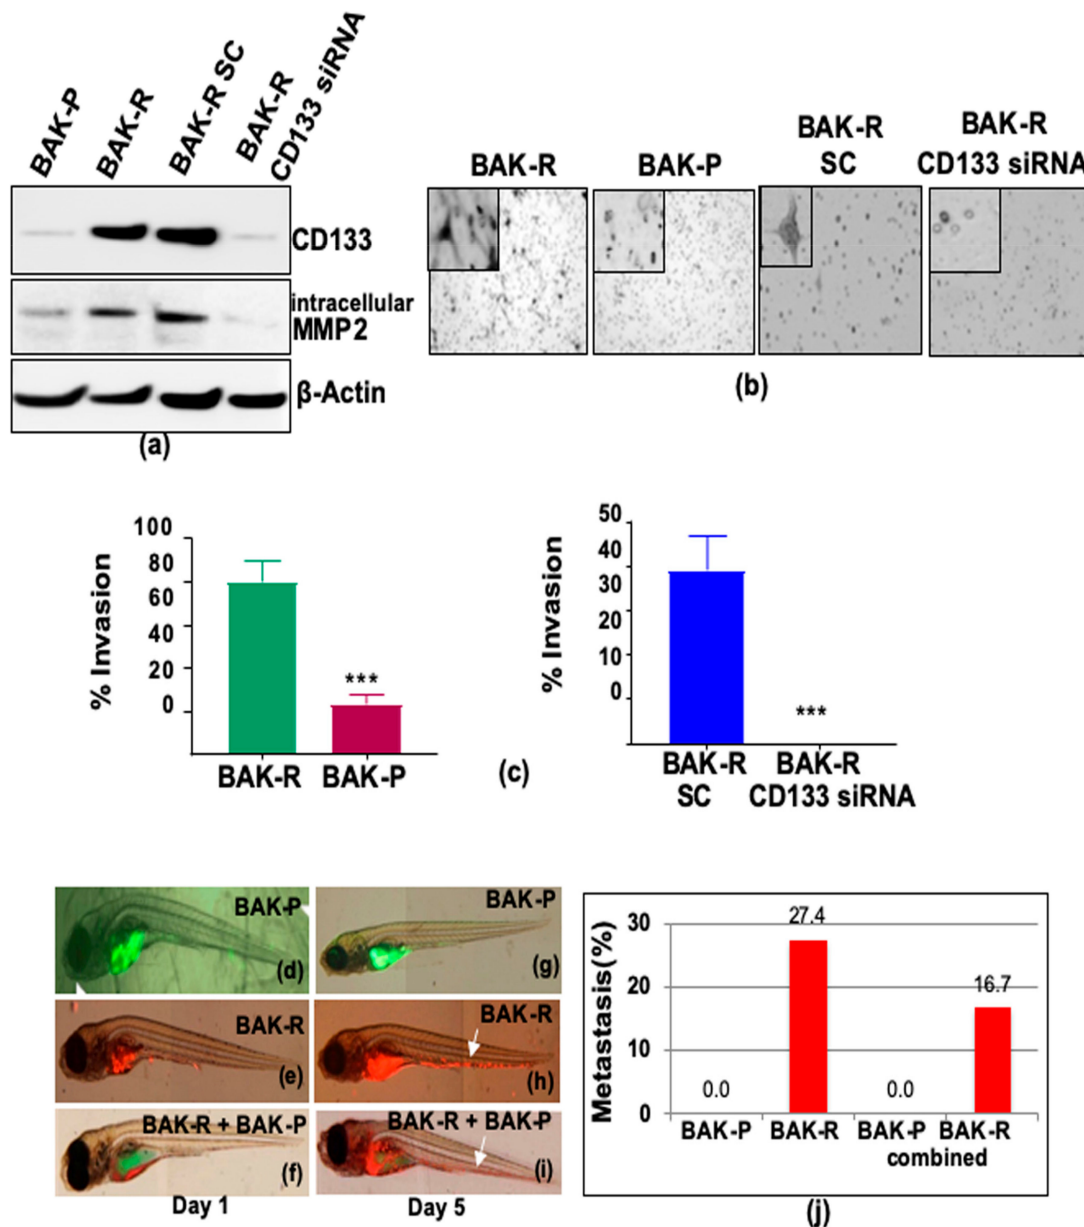 BAK-P
BAK-R
BAK-R SC
BAK-R
CD133 siRNA
CD133
intracellular
MMP2
β-Actin
(a)
BAK-R
BAK-P
BAK-R
SC
BAK-R
CD133 siRNA
(b)
% Invasion
100
80
60
40
20
0
***
BAK-R
BAK-P
(c)
% Invasion
50
40
30
20
10
0
***
BAK-R
SC
BAK-R
CD133 siRNA
BAK-P
(d)
BAK-P
(g)
BAK-R
(e)
BAK-R
(h)
BAK-R + BAK-P
(f)
BAK-R + BAK-P
(i)
Day 1
Day 5
Metastasis(%)
30
20
10
0
0.0
27.4
0.0
16.7
BAK-P
BAK-R
BAK-P
BAK-R
combined
(j)